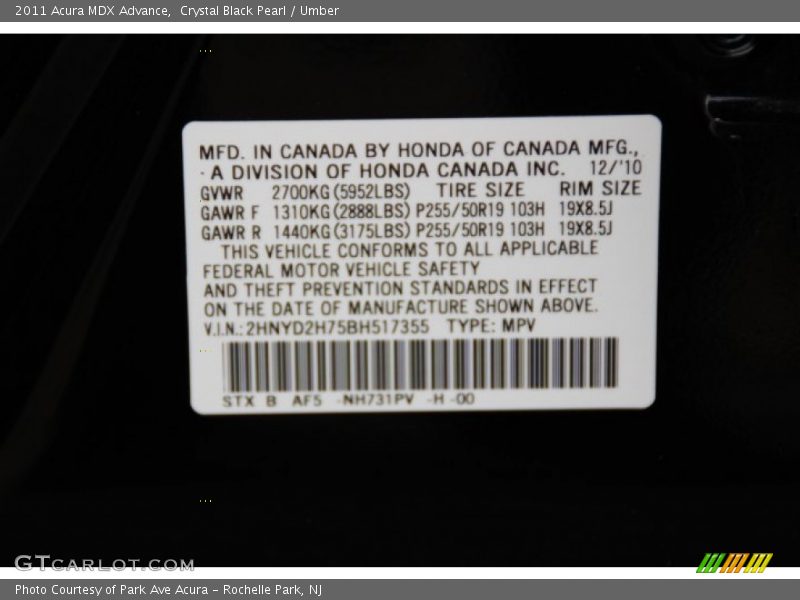 2011 Acura MDX Advance,  Crystal Black Pearl / Umber
MFD. IN CANADA BY HONDA OF CANADA MFG.,
A DIVISION OF HONDA CANADA INC.  12/'10
GVWR  2700KG(5952LBS)  TIRE SIZE  RIM SIZE
GAWR F  1310KG(2888LBS) P255/50R19 103H  19X8.5J
GAWR R  1440KG(3175LBS) P255/50R19 103H  19X8.5J
THIS VEHICLE CONFORMS TO ALL APPLICABLE
FEDERAL MOTOR VEHICLE SAFETY
AND THEFT PREVENTION STANDARDS IN EFFECT
ON THE DATE OF MANUFACTURE SHOWN ABOVE.
V.I.N.:2HNYD2H75BH517355  TYPE: MPV
STX  B  AF5  -NH731PV  -H -00
GTCARLOT.COM
Photo Courtesy of Park Ave Acura – Rochelle Park, NJ